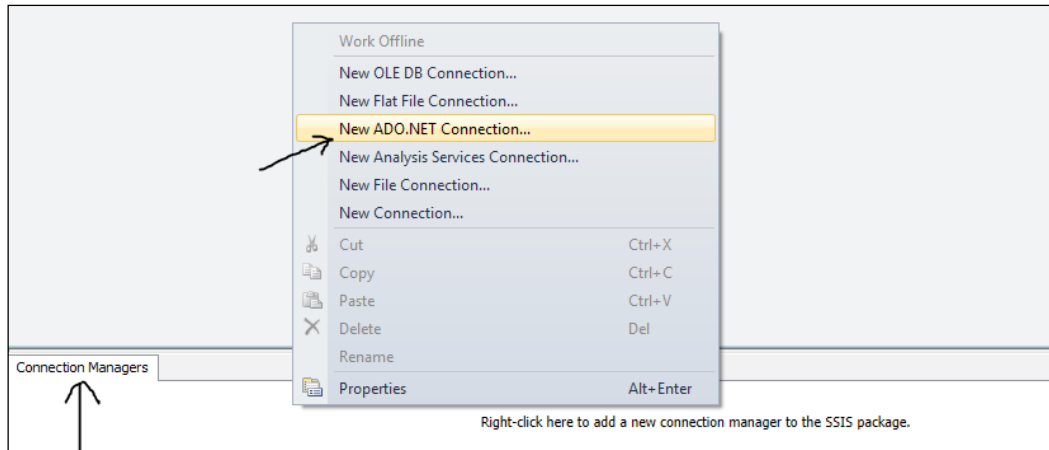 Work Offline
New OLE DB Connection...
New Flat File Connection...
New ADO.NET Connection...
New Analysis Services Connection...
New File Connection...
New Connection...
Cut Ctrl+X
Copy Ctrl+C
Paste Ctrl+V
Delete Del
Rename
Connection Managers
Properties Alt+Enter
Right-click here to add a new connection manager to the SSIS package.